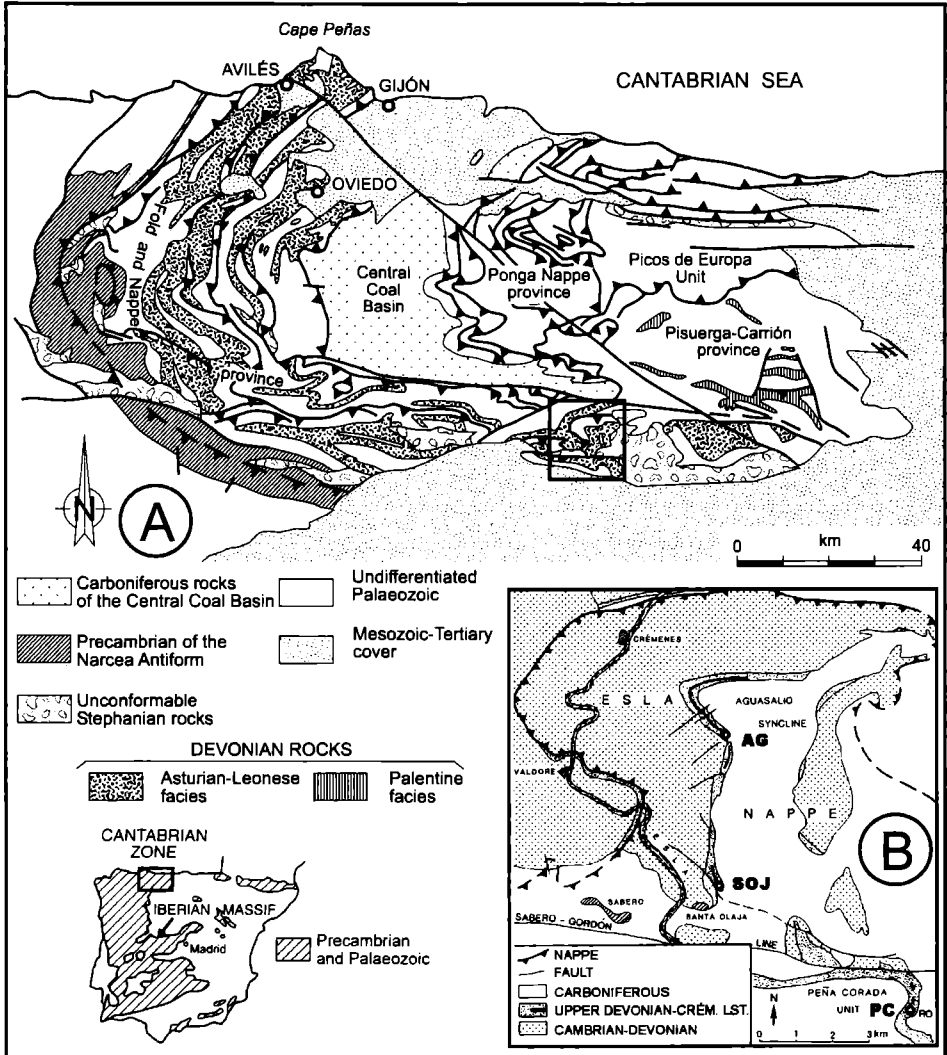 Cape Peñas
AVILÉS
GIJÓN
CANTABRIAN SEA
OVIEDO
Fold and Nappe
province
Central
Coal
Basin
Ponga Nappe
province
Picos de Europa
Unit
Pisuerga-Carrión
province
N
A
km
0 40
Carboniferous rocks
of the Central Coal Basin
Undifferentiated
Palaeozoic
Precambrian of the
Narcea Antiform
Mesozoic-Tertiary
cover
Unconformable
Stephanian rocks
DEVONIAN ROCKS
Asturian-Leonese
facies
Palentine
facies
CANTABRIAN
ZONE
IBERIAN MASSIF
Madrid
Precambrian
and Palaeozoic
CRÉMENES
ESLA
AGUASALIO
SYNCLINE
AG
VALDORÉ
NAPPE
B
ESLA
SOJ
SABERO
SANTA OLAJA
SABERO-GORDÓN
LINE
PEÑA CORADA
UNIT
PC
RO
NAPPE
FAULT
CARBONIFEROUS
UPPER DEVONIAN-CRÉM. LST.
CAMBRIAN-DEVONIAN
N
0 1 2 3 km